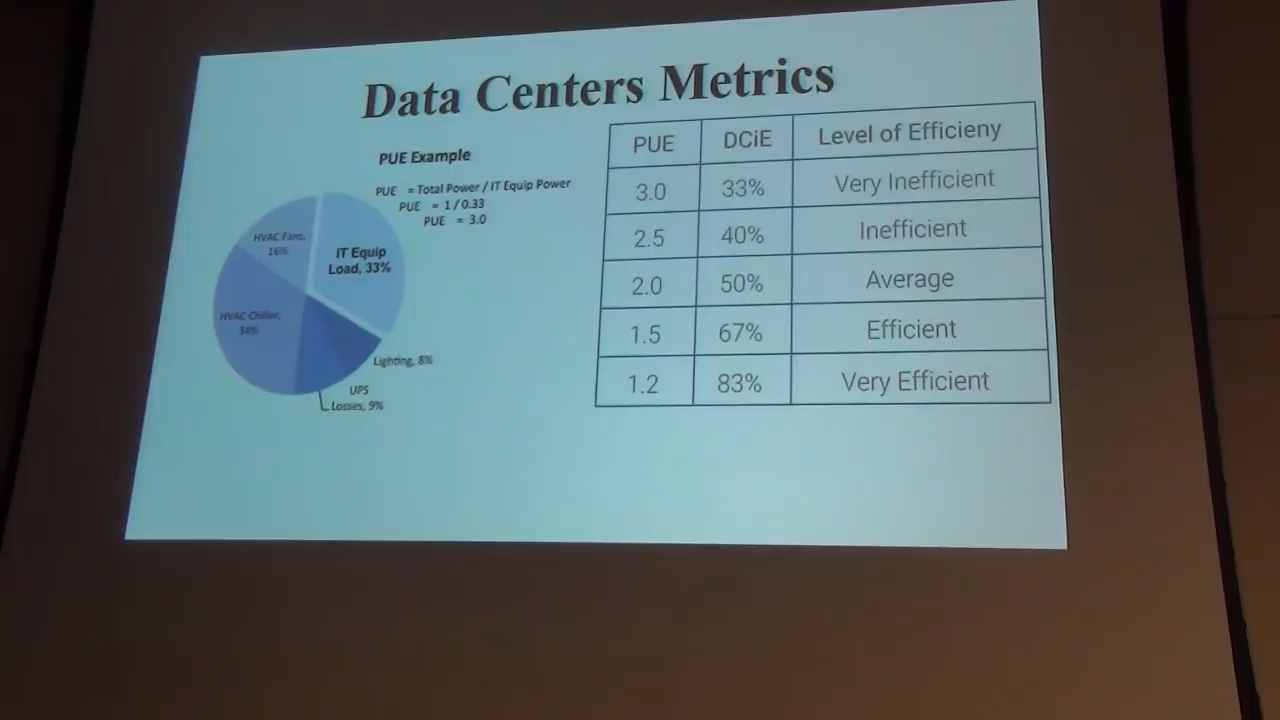 Data Centers Metrics
PUE Example
PUE = Total Power / IT Equip Power
PUE = 1 / 0.33
PUE = 3.0
HVAC Fans,
16%
IT Equip
Load, 33%
HVAC Chiller,
34%
Lighting, 8%
UPS
Losses, 9%
PUE DCiE Level of Efficieny
3.0 33% Very Inefficient
2.5 40% Inefficient
2.0 50% Average
1.5 67% Efficient
1.2 83% Very Efficient